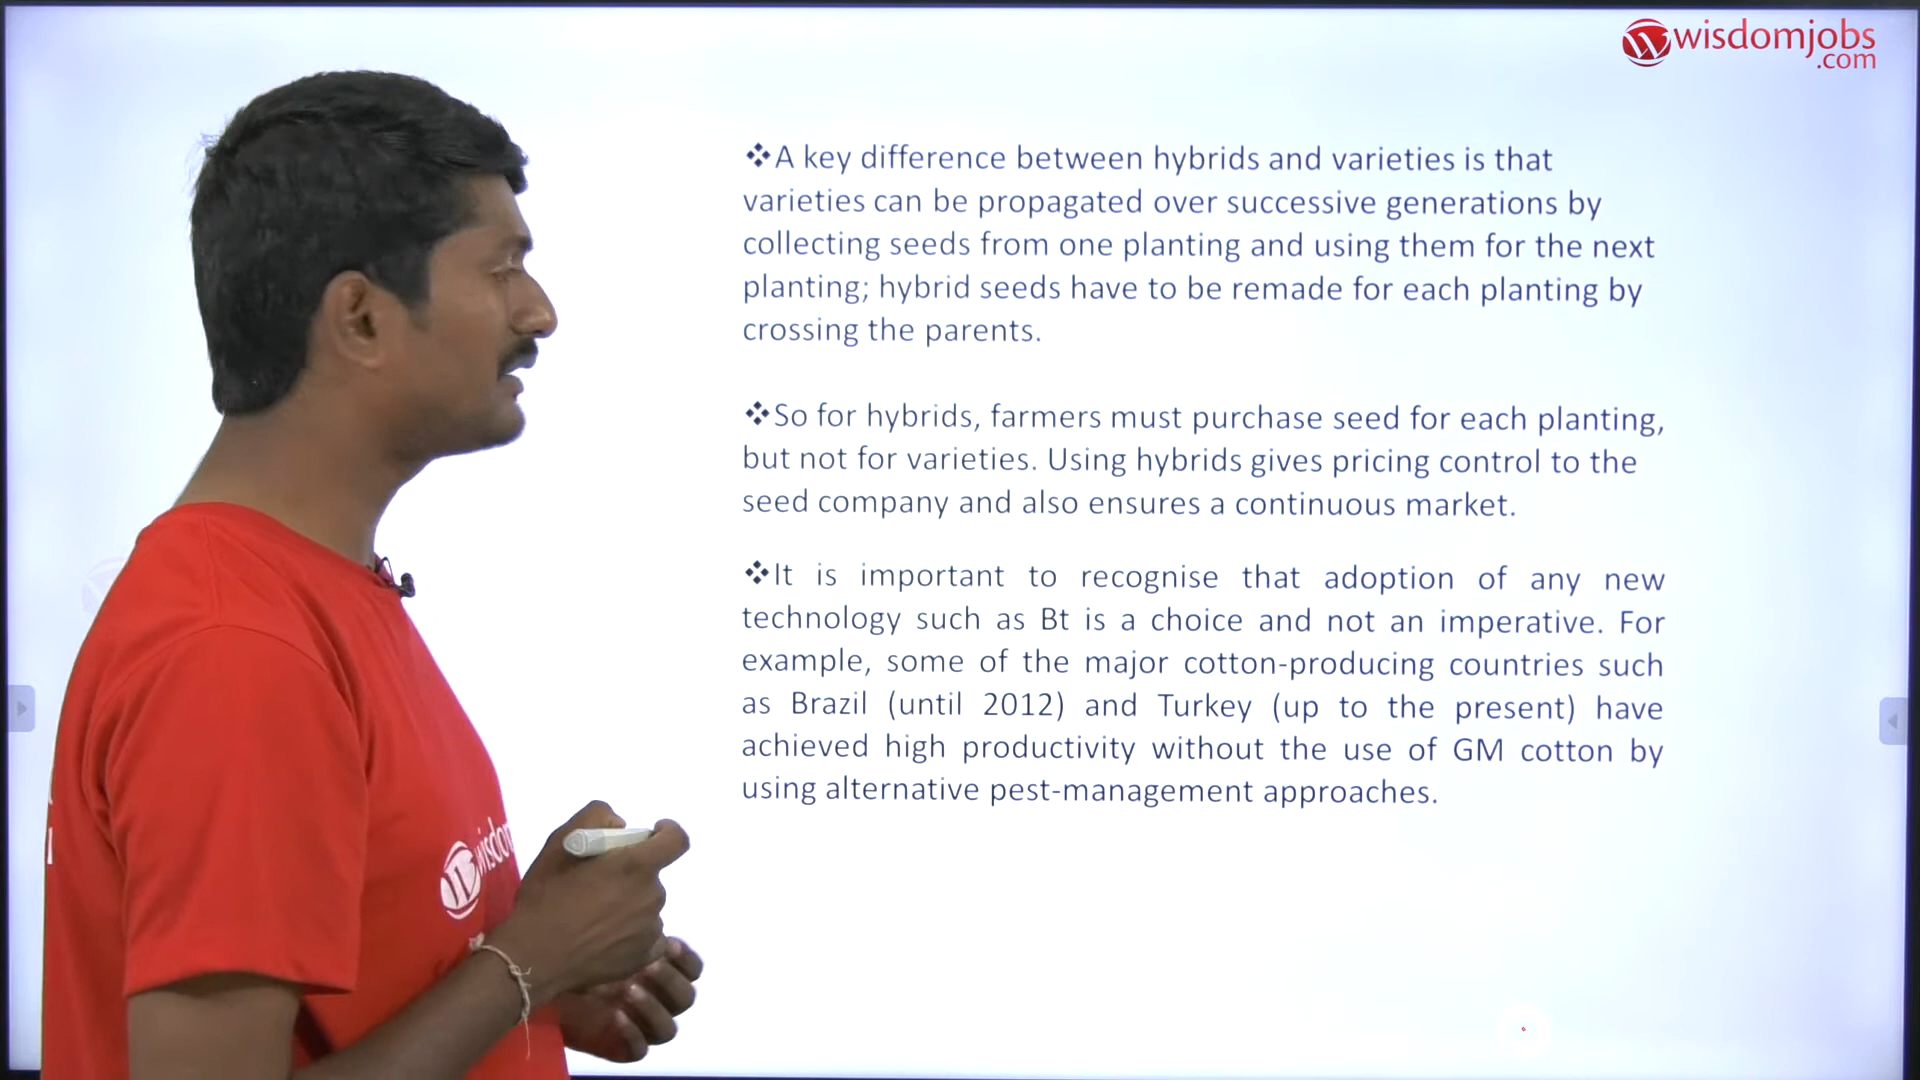 wisdomjobs
.com
❖A key difference between hybrids and varieties is that
varieties can be propagated over successive generations by
collecting seeds from one planting and using them for the next
planting; hybrid seeds have to be remade for each planting by
crossing the parents.
❖So for hybrids, farmers must purchase seed for each planting,
but not for varieties. Using hybrids gives pricing control to the
seed company and also ensures a continuous market.
❖It is important to recognise that adoption of any new
technology such as Bt is a choice and not an imperative. For
example, some of the major cotton-producing countries such
as Brazil (until 2012) and Turkey (up to the present) have
achieved high productivity without the use of GM cotton by
using alternative pest-management approaches.
wisdom